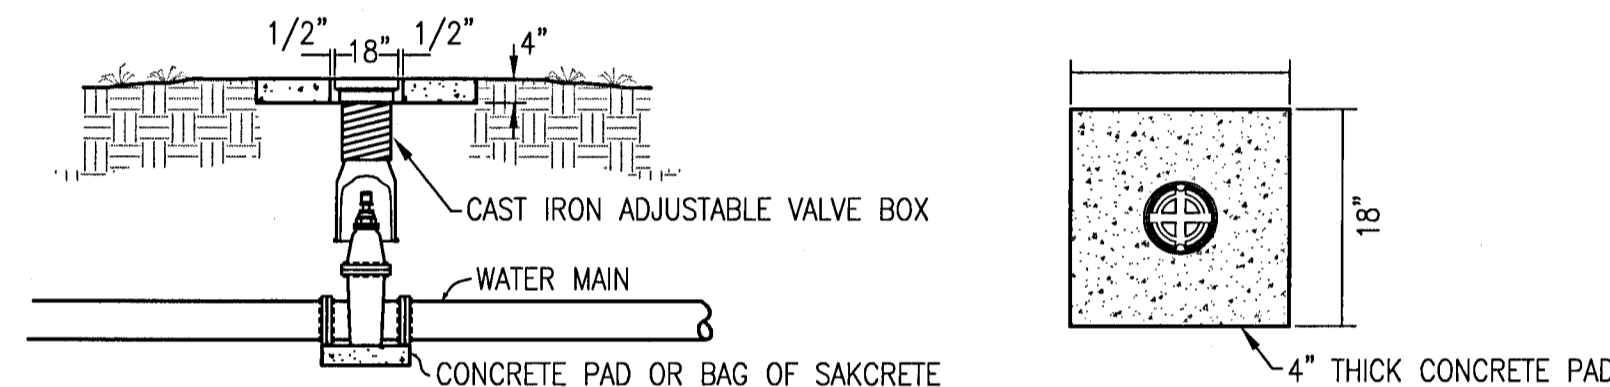 1/2" 18" 1/2" 4"
CAST IRON ADJUSTABLE VALVE BOX
WATER MAIN
CONCRETE PAD OR BAG OF SAKCRETE
18"
4" THICK CONCRETE PAD